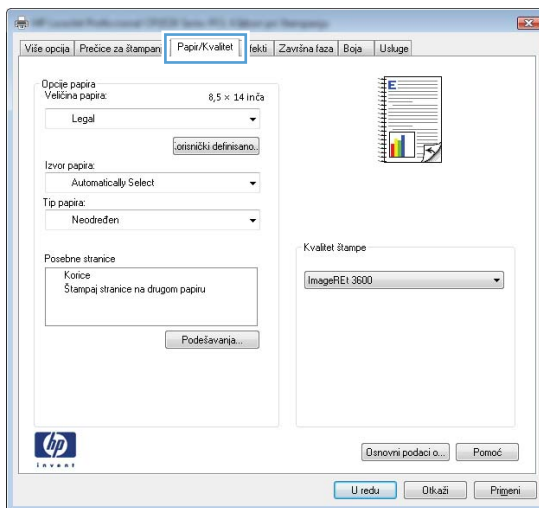 Više opcija Prečice za štampan Papir/Kvalitet fekti Završna faza Boja Usluge
Opcije papira
Veličina papira: 8,5 × 14 inča
Legal
orisnički definisano..
Izvor papira:
Automatically Select
Tip papira:
Neodređen
Posebne stranice
Korice
Štampaj stranice na drugom papiru
Podešavanja...
E
Kvalitet štampe
ImageREt 3600
hp
invent
Osnovni podaci o... Pomoć
U redu Otkaži Primeni